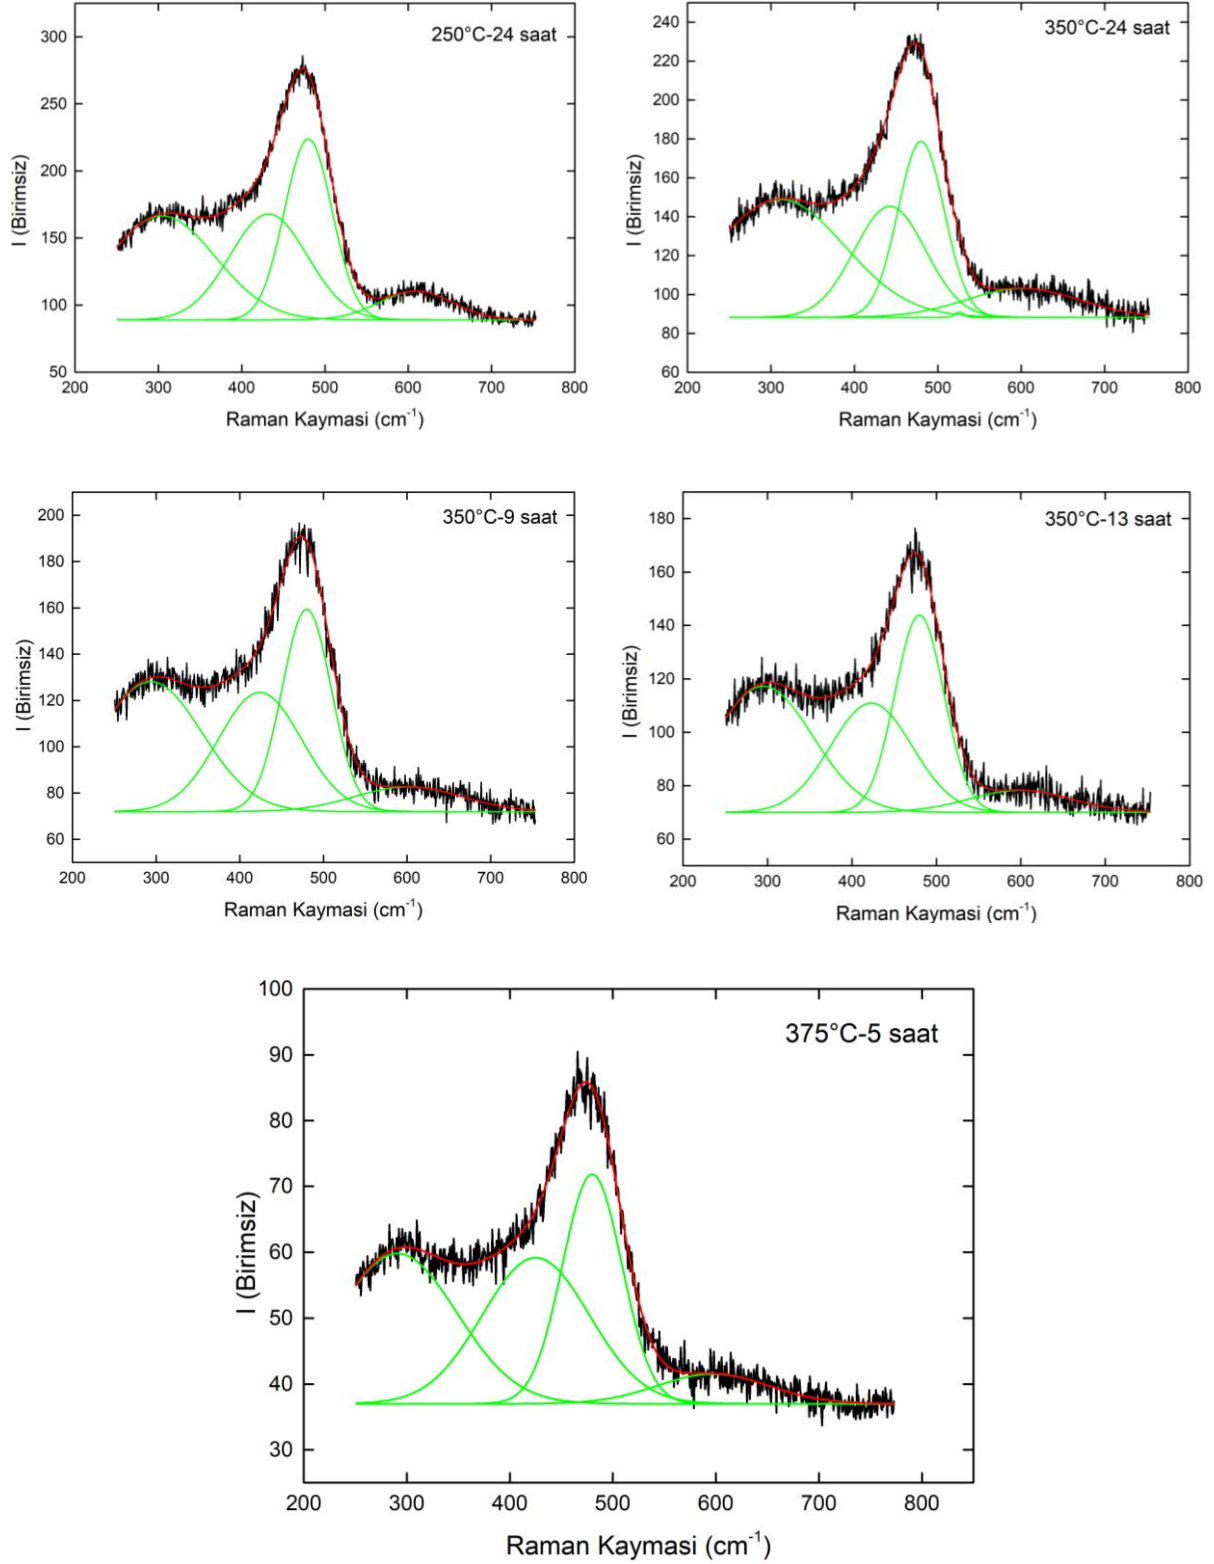 250°C-24 saat
300
250
200
150
100
50
200 300 400 500 600 700 800
I (Birimsiz)
Raman Kaymasi (cm-1)
350°C-24 saat
240
220
200
180
160
140
120
100
80
60
200 300 400 500 600 700 800
I (Birimsiz)
Raman Kaymasi (cm-1)
350°C-9 saat
200
180
160
140
120
100
80
60
200 300 400 500 600 700 800
I (Birimsiz)
Raman Kaymasi (cm-1)
350°C-13 saat
180
160
140
120
100
80
60
200 300 400 500 600 700 800
I (Birimsiz)
Raman Kaymasi (cm-1)
375°C-5 saat
100
90
80
70
60
50
40
30
200 300 400 500 600 700 800
I (Birimsiz)
Raman Kaymasi (cm-1)